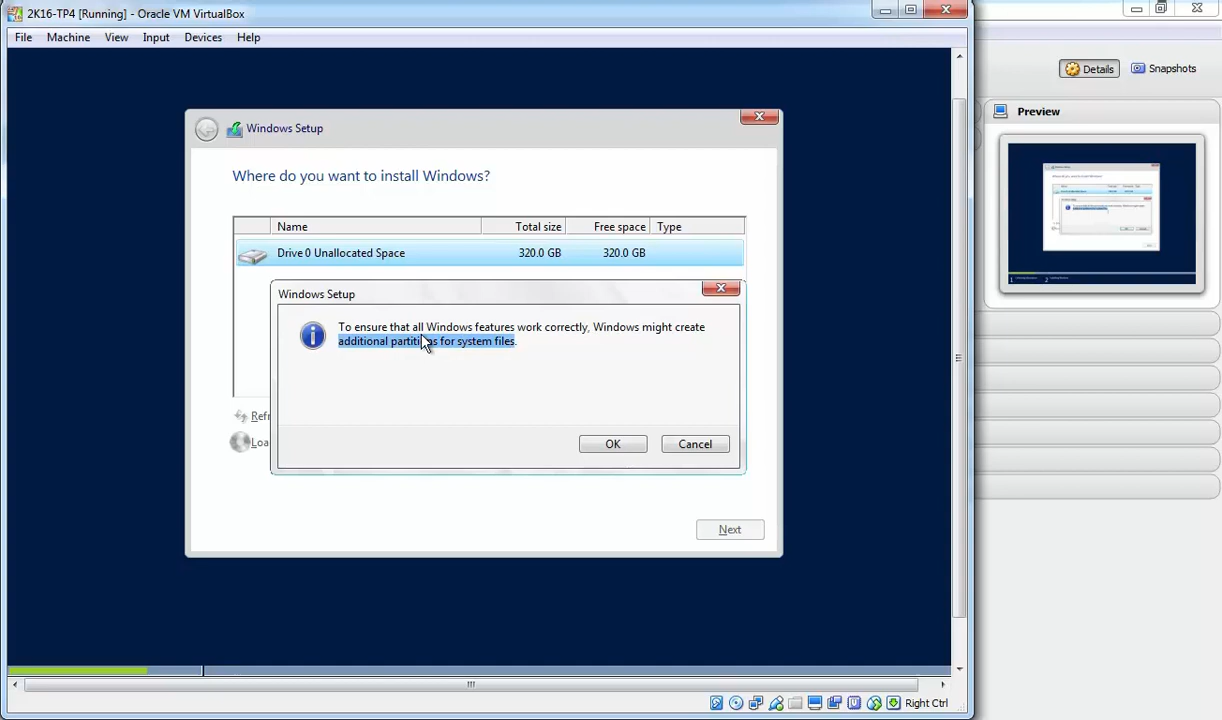 2K16-TP4 [Running] - Oracle VM VirtualBox
File Machine View Input Devices Help
Details Snapshots
Preview
Windows Setup
Where do you want to install Windows?
Name Total size Free space Type
Drive 0 Unallocated Space 320.0 GB 320.0 GB
Windows Setup
To ensure that all Windows features work correctly, Windows might create
additional partitions for system files.
Refr
Loa
OK Cancel
Next
Right Ctrl